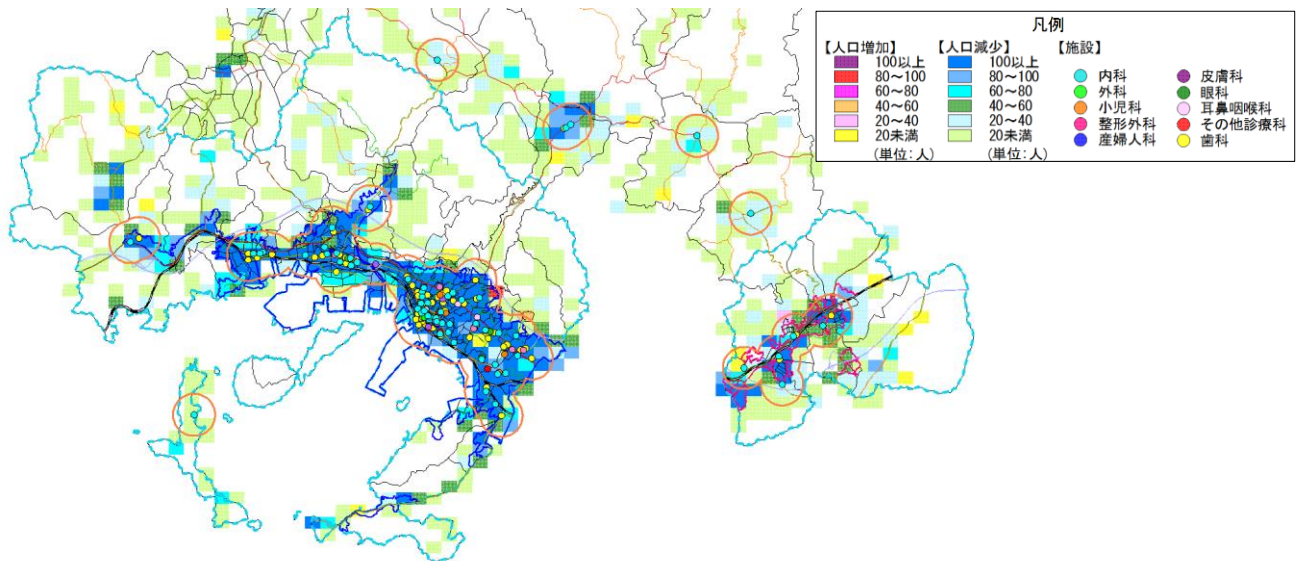 凡例
【人口増加】 【人口減少】 【施設】
100以上 100以上 内科 皮膚科
80～100 80～100 外科 眼科
60～80 60～80 小児科 耳鼻咽喉科
40～60 40～60 整形外科 その他診療科
20～40 20～40 産婦人科 歯科
20未満 20未満
(単位：人) (単位：人)